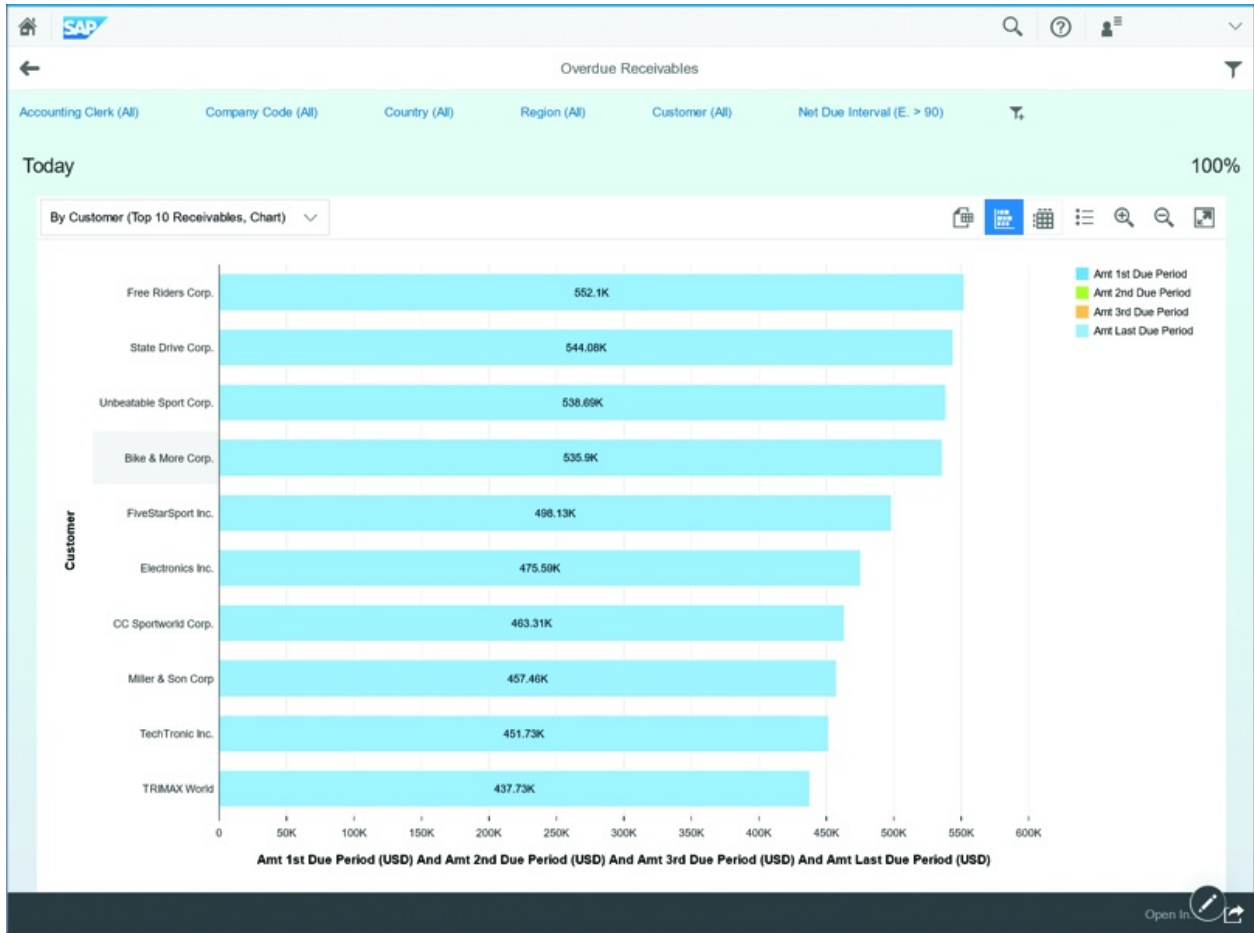 SAP
Overdue Receivables
Accounting Clerk (All) Company Code (All) Country (All) Region (All) Customer (All) Net Due Interval (E. > 90)
Today 100%
By Customer (Top 10 Receivables, Chart)
Amt 1st Due Period
Amt 2nd Due Period
Amt 3rd Due Period
Amt Last Due Period
Customer
Free Riders Corp. 552.1K
State Drive Corp. 544.08K
Unbeatable Sport Corp. 538.69K
Bike & More Corp. 535.9K
FiveStarSport Inc. 498.13K
Electronics Inc. 475.59K
CC Sportworld Corp. 463.31K
Miller & Son Corp 457.46K
TechTronic Inc. 451.73K
TRIMAX World 437.73K
0 50K 100K 150K 200K 250K 300K 350K 400K 450K 500K 550K 600K
Amt 1st Due Period (USD) And Amt 2nd Due Period (USD) And Amt 3rd Due Period (USD) And Amt Last Due Period (USD)
Open In